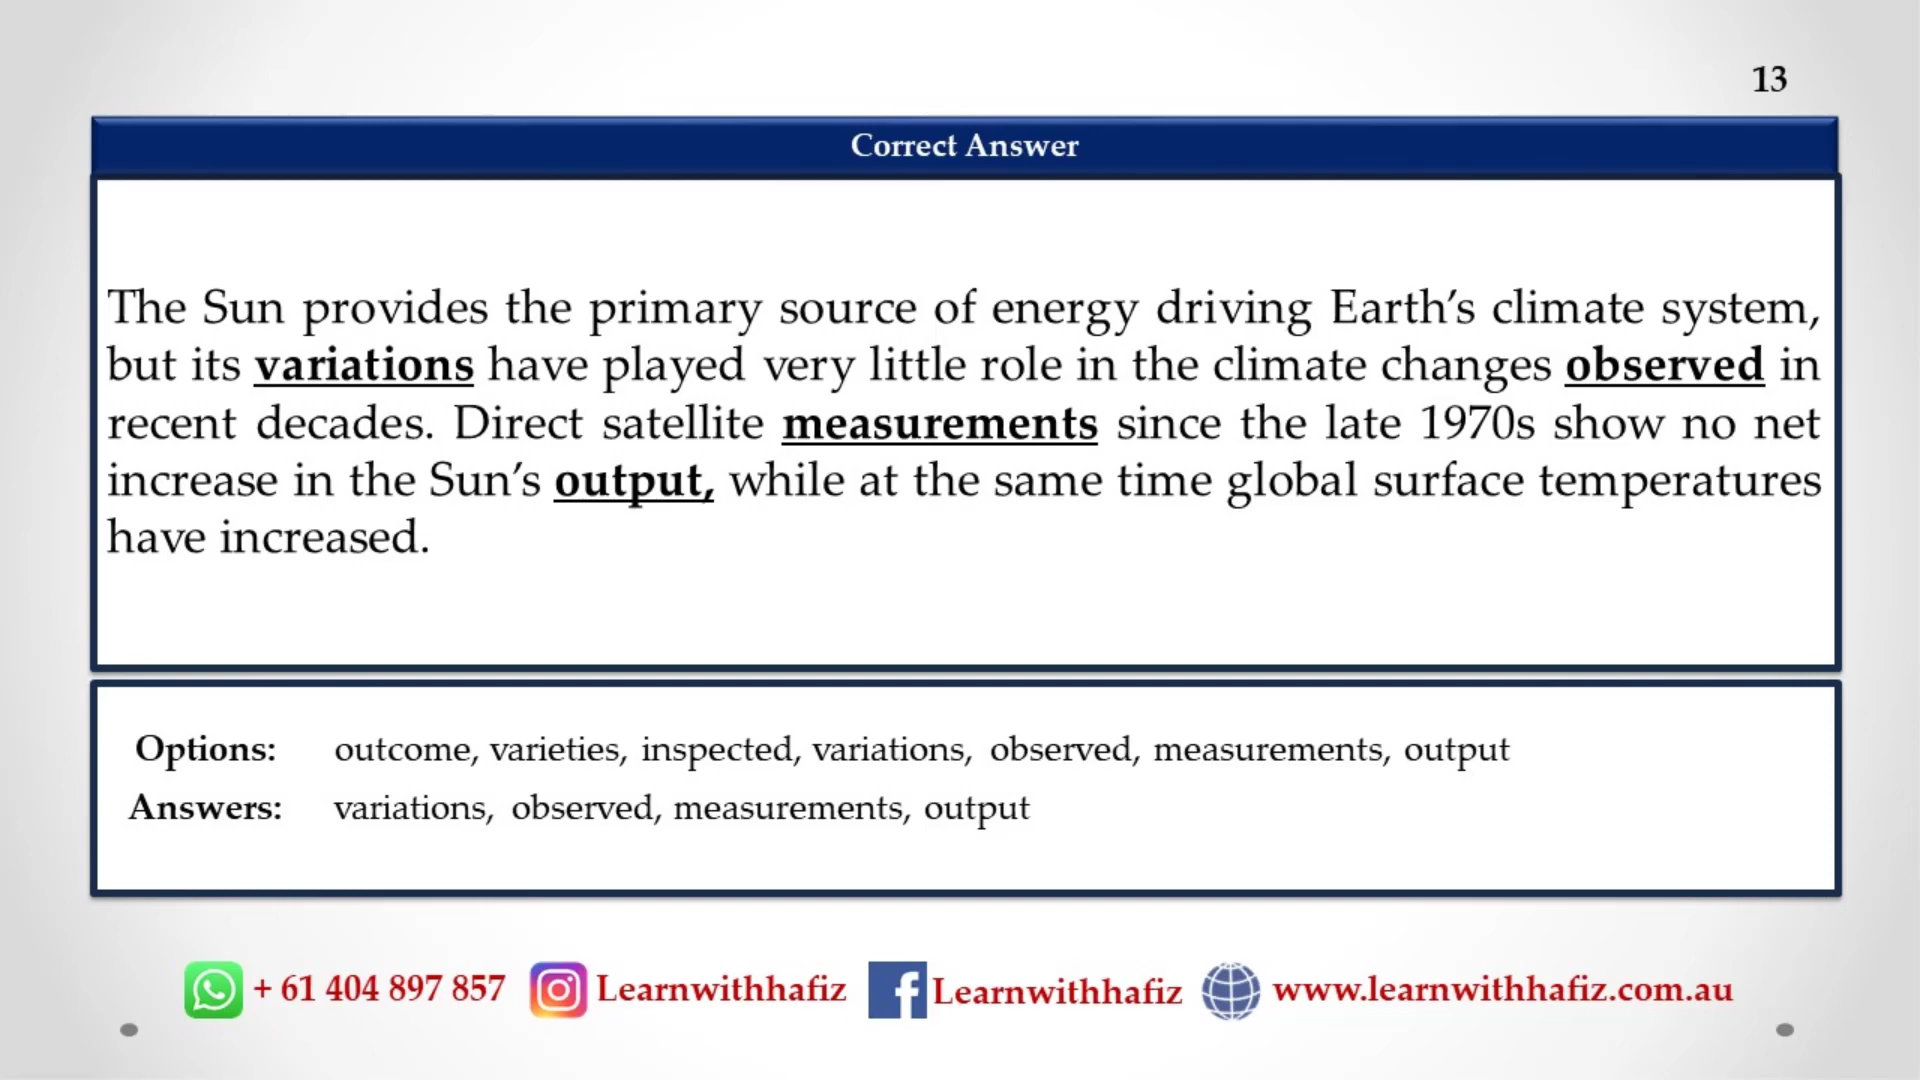 13
Correct Answer
The Sun provides the primary source of energy driving Earth’s climate system,
but its variations have played very little role in the climate changes observed in
recent decades. Direct satellite measurements since the late 1970s show no net
increase in the Sun’s output, while at the same time global surface temperatures
have increased.
Options: outcome, varieties, inspected, variations, observed, measurements, output
Answers: variations, observed, measurements, output
+ 61 404 897 857 Learnwithhafiz Learnwithhafiz www.learnwithhafiz.com.au